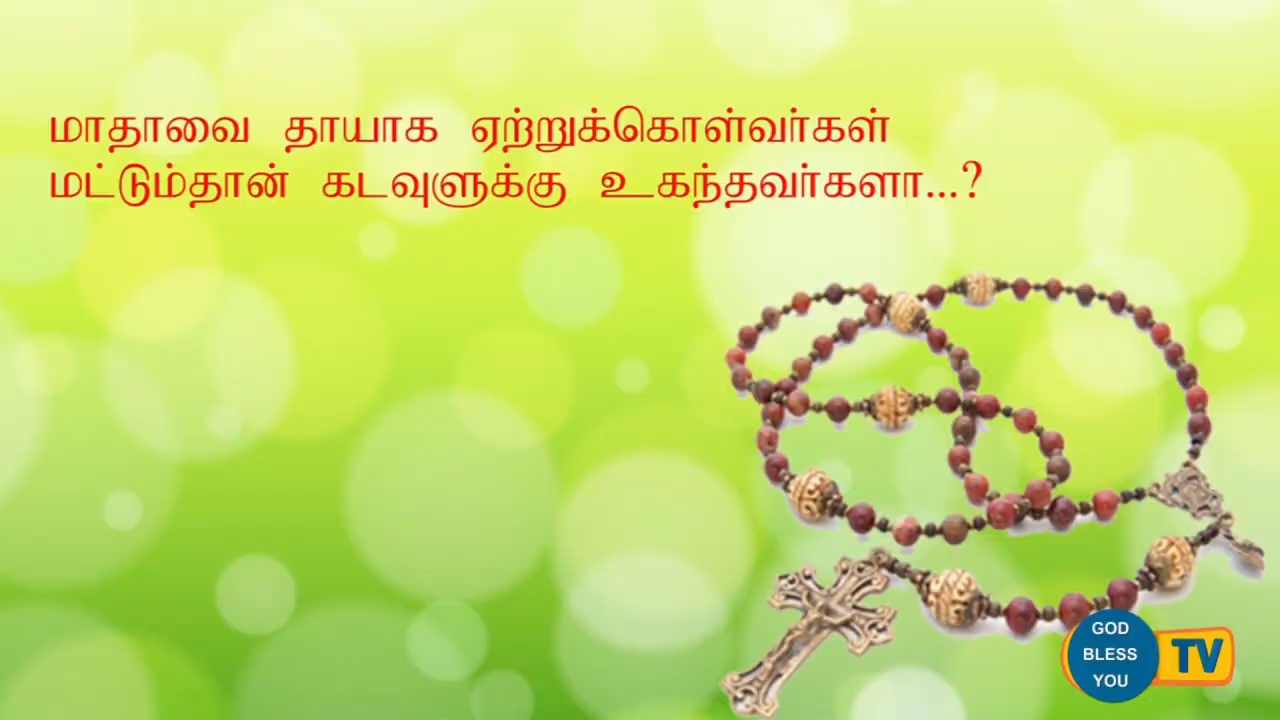 மாதாவை தாயாக ஏற்றுக்கொள்வர்கள்
மட்டும்தான் கடவுளுக்கு உகந்தவர்களா...?
GOD
BLESS
YOU
TV